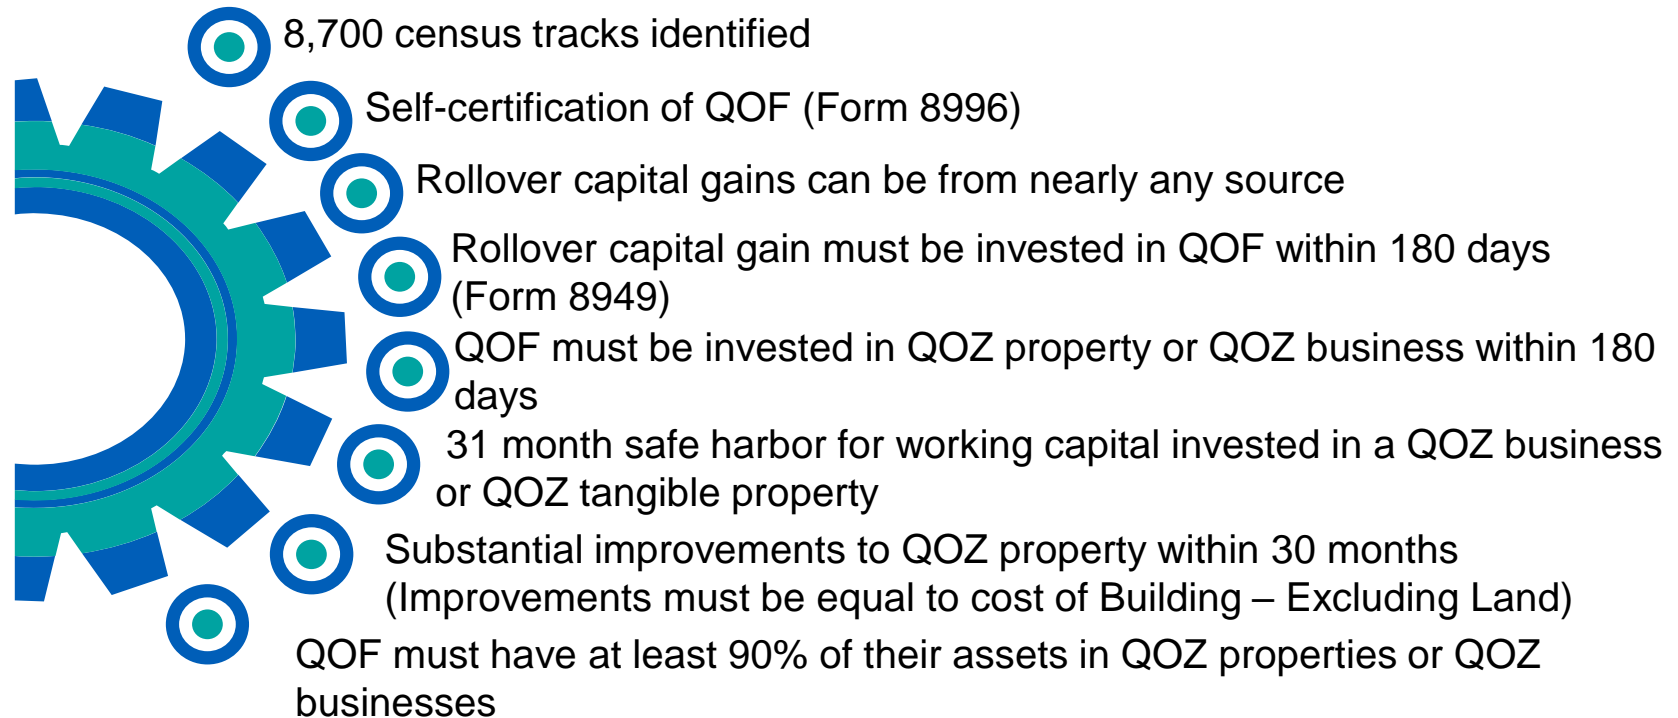 8,700 census tracks identified
Self-certification of QOF (Form 8996)
Rollover capital gains can be from nearly any source
Rollover capital gain must be invested in QOF within 180 days
(Form 8949)
QOF must be invested in QOZ property or QOZ business within 180
days
31 month safe harbor for working capital invested in a QOZ business
or QOZ tangible property
Substantial improvements to QOZ property within 30 months
(Improvements must be equal to cost of Building – Excluding Land)
QOF must have at least 90% of their assets in QOZ properties or QOZ
businesses